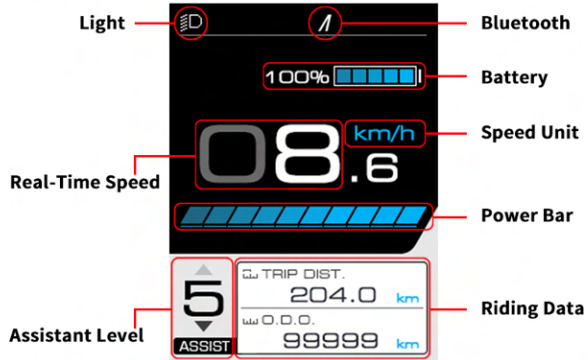 Light
Bluetooth
100%
Battery
08.6
km/h
Speed Unit
Real-Time Speed
Power Bar
TRIP DIST.
204.0 km
5
Riding Data
O.D.O.
99999 km
Assistant Level
ASSIST